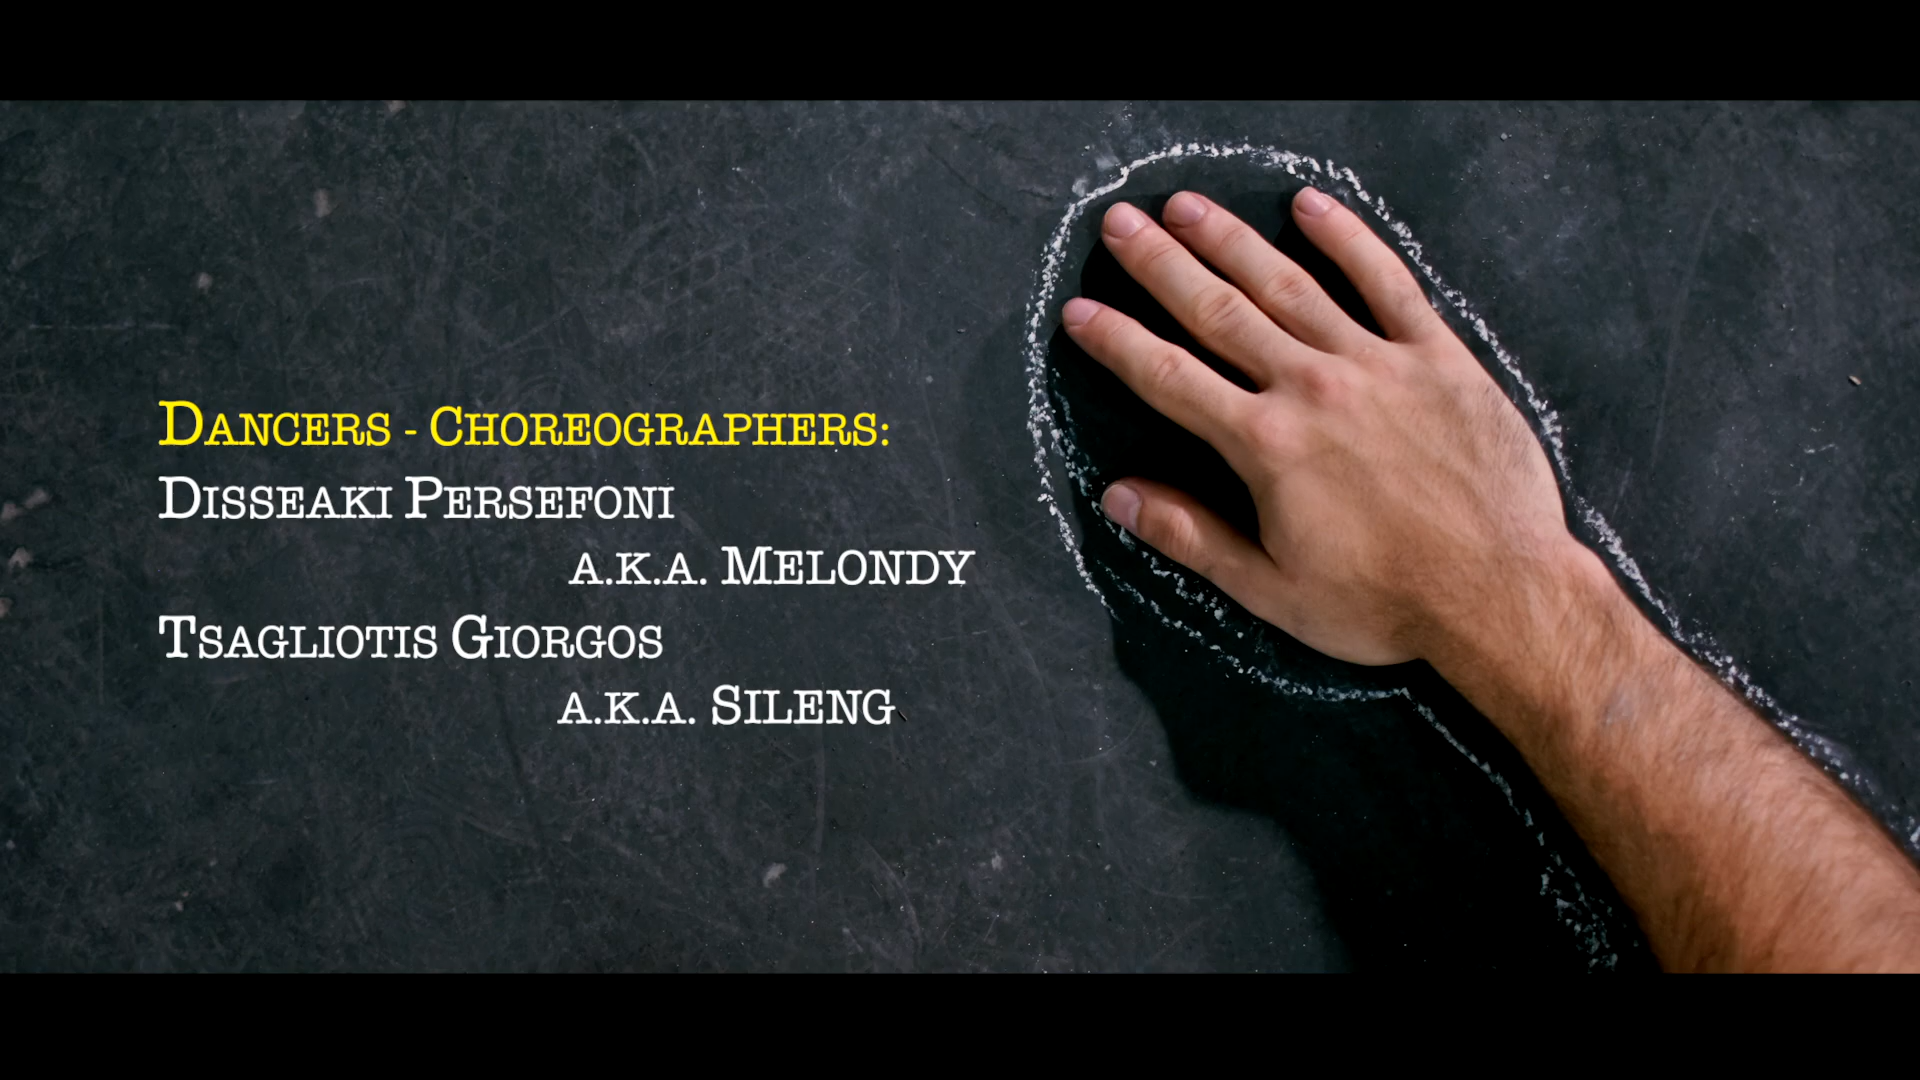 DANCERS - CHOREOGRAPHERS:
DISSEAKI PERSEFONI
A.K.A. MELONDY
TSAGLIOTIS GIORGOS
A.K.A. SILENG